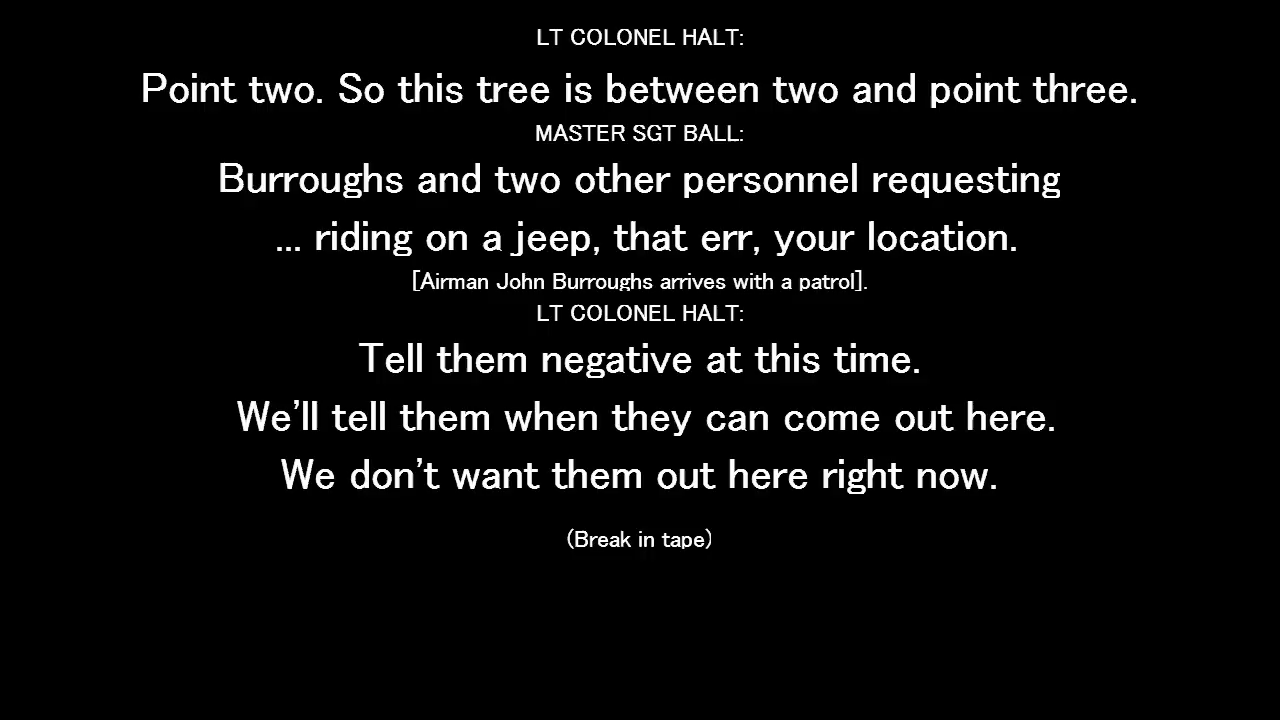 LT COLONEL HALT:
Point two. So this tree is between two and point three.
MASTER SGT BALL:
Burroughs and two other personnel requesting
... riding on a jeep, that err, your location.
[Airman John Burroughs arrives with a patrol].
LT COLONEL HALT:
Tell them negative at this time.
We’ll tell them when they can come out here.
We don’t want them out here right now.
(Break in tape)